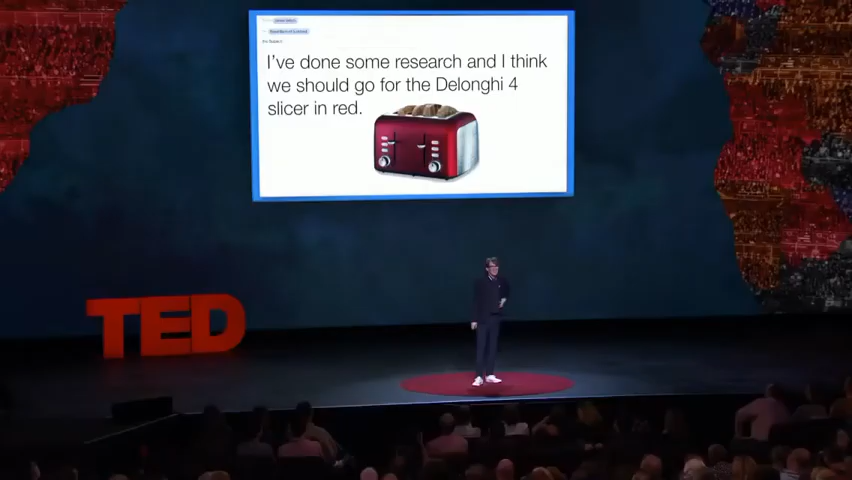 I've done some research and I think
we should go for the Delonghi 4
slicer in red.
TED